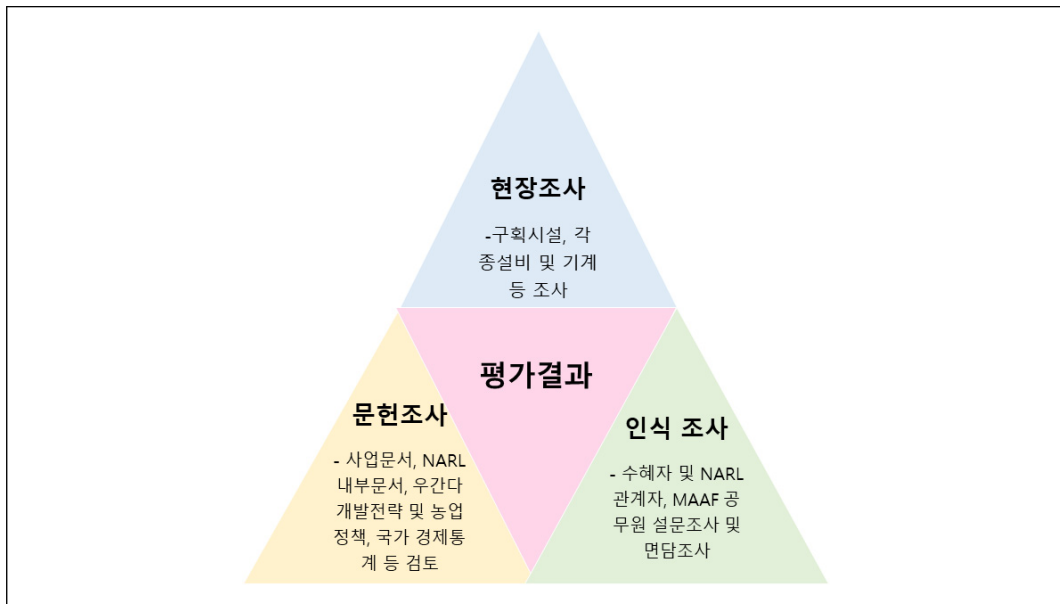 현장조사
-구획시설, 각
종설비 및 기계
등 조사
평가결과
문헌조사
- 사업문서, NARL
내부문서, 우간다
개발전략 및 농업
정책, 국가 경제통
계 등 검토
인식 조사
- 수혜자 및 NARL
관계자, MAAF 공
무원 설문조사 및
면담조사